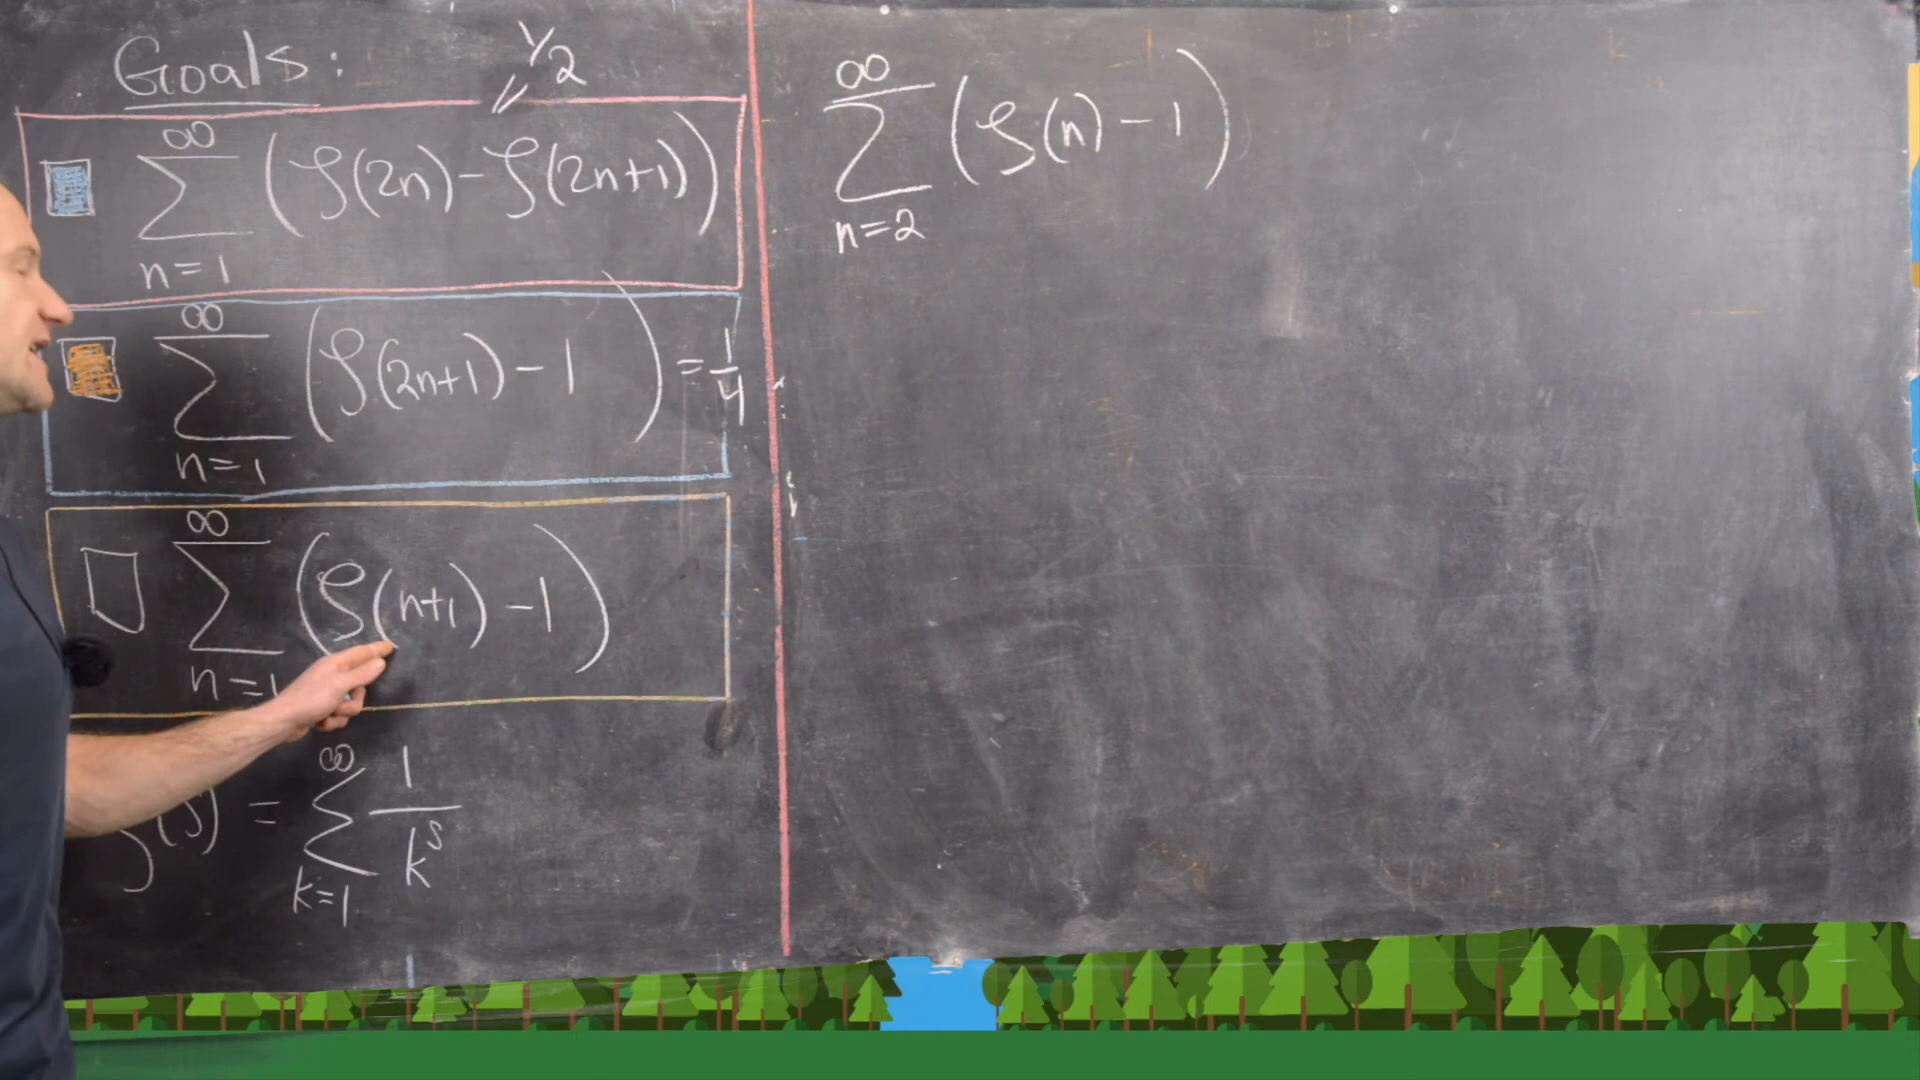 Goals:
1/2
∞
∑ (ζ(2n) - ζ(2n+1))
n=1
∞
∑ (ζ(2n+1) - 1) = 1/4
n=1
∞
∑ (ζ(n+1) - 1)
n=1
ζ(s) = ∑ 1/k^s
∞
k=1
∞
∑ (ζ(n) - 1)
n=2